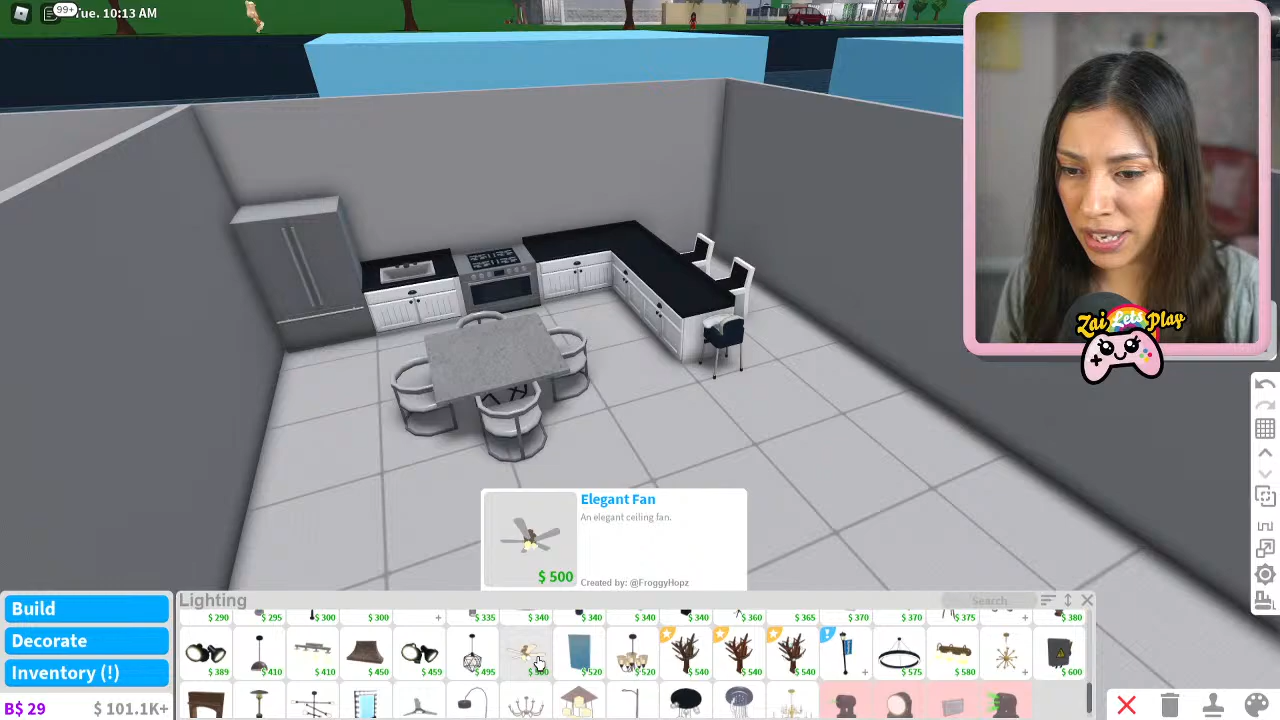 99+
Tue. 10:13 AM
Zai Lets Play
Elegant Fan
An elegant ceiling fan.
$ 500
Created by: @FroggyHopz
Build
Decorate
Inventory (!)
B$ 29
$ 101.1K+
Lighting
Search
$ 290
$ 295
$ 300
$ 300
+
$ 335
$ 340
$ 340
$ 340
$ 340
$ 360
$ 365
$ 370
$ 370
$ 375
+
$ 380
$ 389
$ 410
$ 410
$ 450
$ 459
$ 495
$ 520
$ 520
$ 540
$ 540
$ 540
+
$ 575
$ 580
+
$ 600